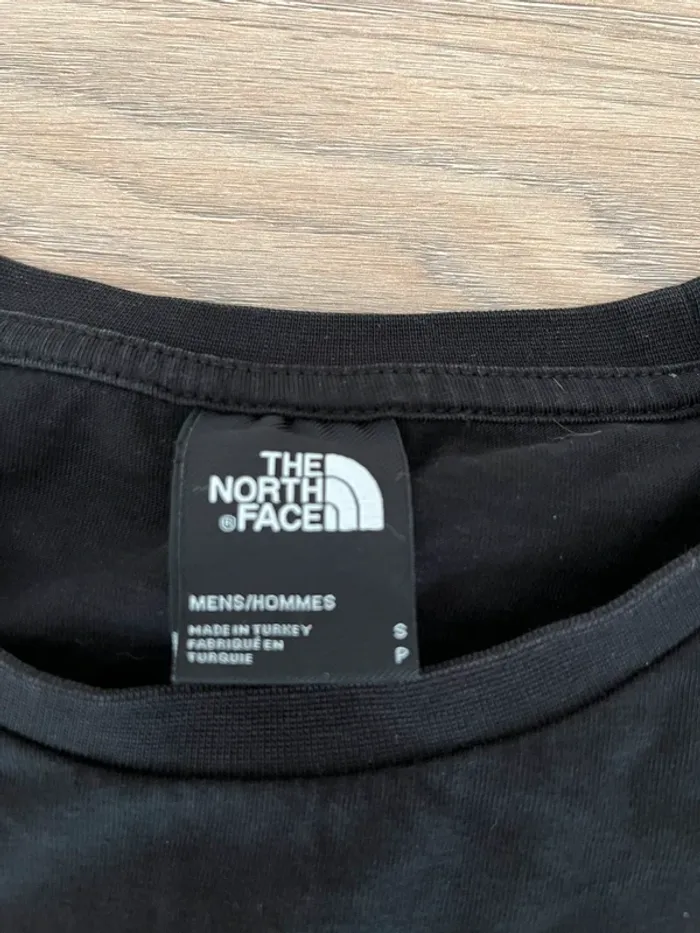 THE
NORTH
® FACE
MENS/HOMMES
MADE IN TURKEY S
FABRIQUÉ EN
TURQUIE P